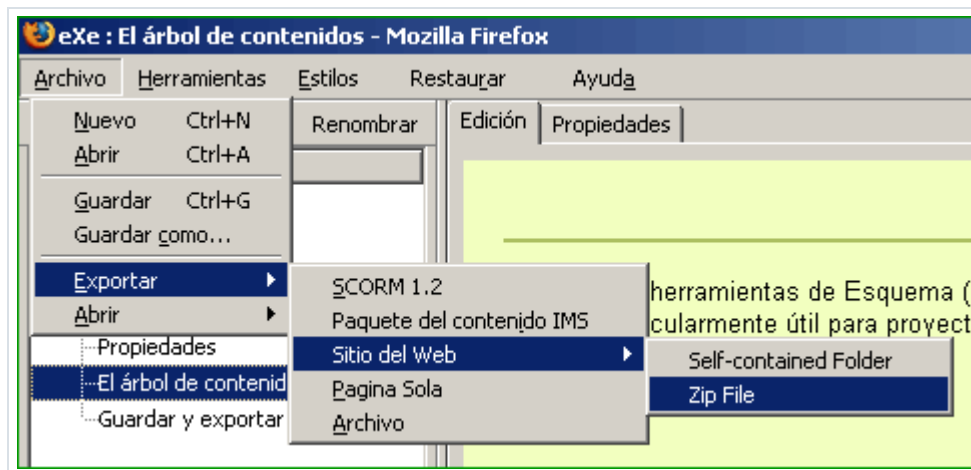 eXe : El árbol de contenidos - Mozilla Firefox
Archivo Herramientas Estilos Restaurar Ayuda
Nuevo Ctrl+N
Renombrar
Edición Propiedades
Abrir Ctrl+A
Guardar Ctrl+G
Guardar como...
Exportar
Abrir
SCORM 1.2
Paquete del contenido IMS
Sitio del Web
Pagina Sola
Archivo
Self-contained Folder
Zip File
herramientas de Esquema (
cularmente útil para proyect
Propiedades
El árbol de contenid
Guardar y exportar